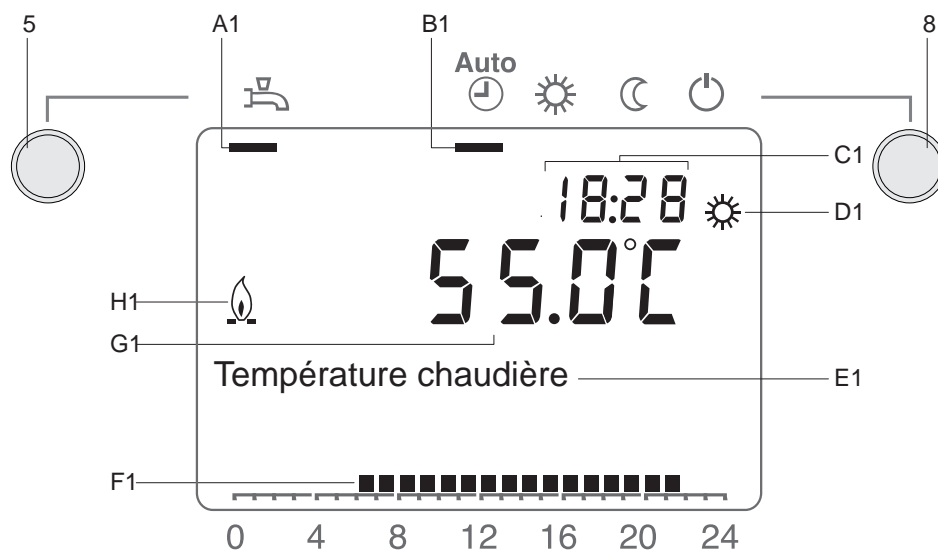 5 A1 B1 8
Auto
C1
18:28
D1
55.0°C
H1
G1
Température chaudière
E1
F1
0 4 8 12 16 20 24